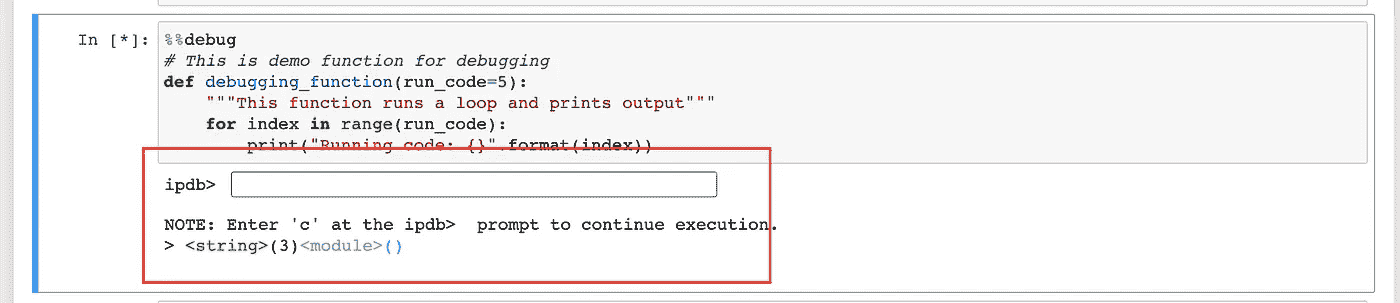 In [*]: %%debug
# This is demo function for debugging
def debugging_function(run_code=5):
    """This function runs a loop and prints output"""
    for index in range(run_code):
        print("Running code: {}".format(index))
ipdb>
NOTE: Enter 'c' at the ipdb>  prompt to continue execution.
> <string>(3)<module>()